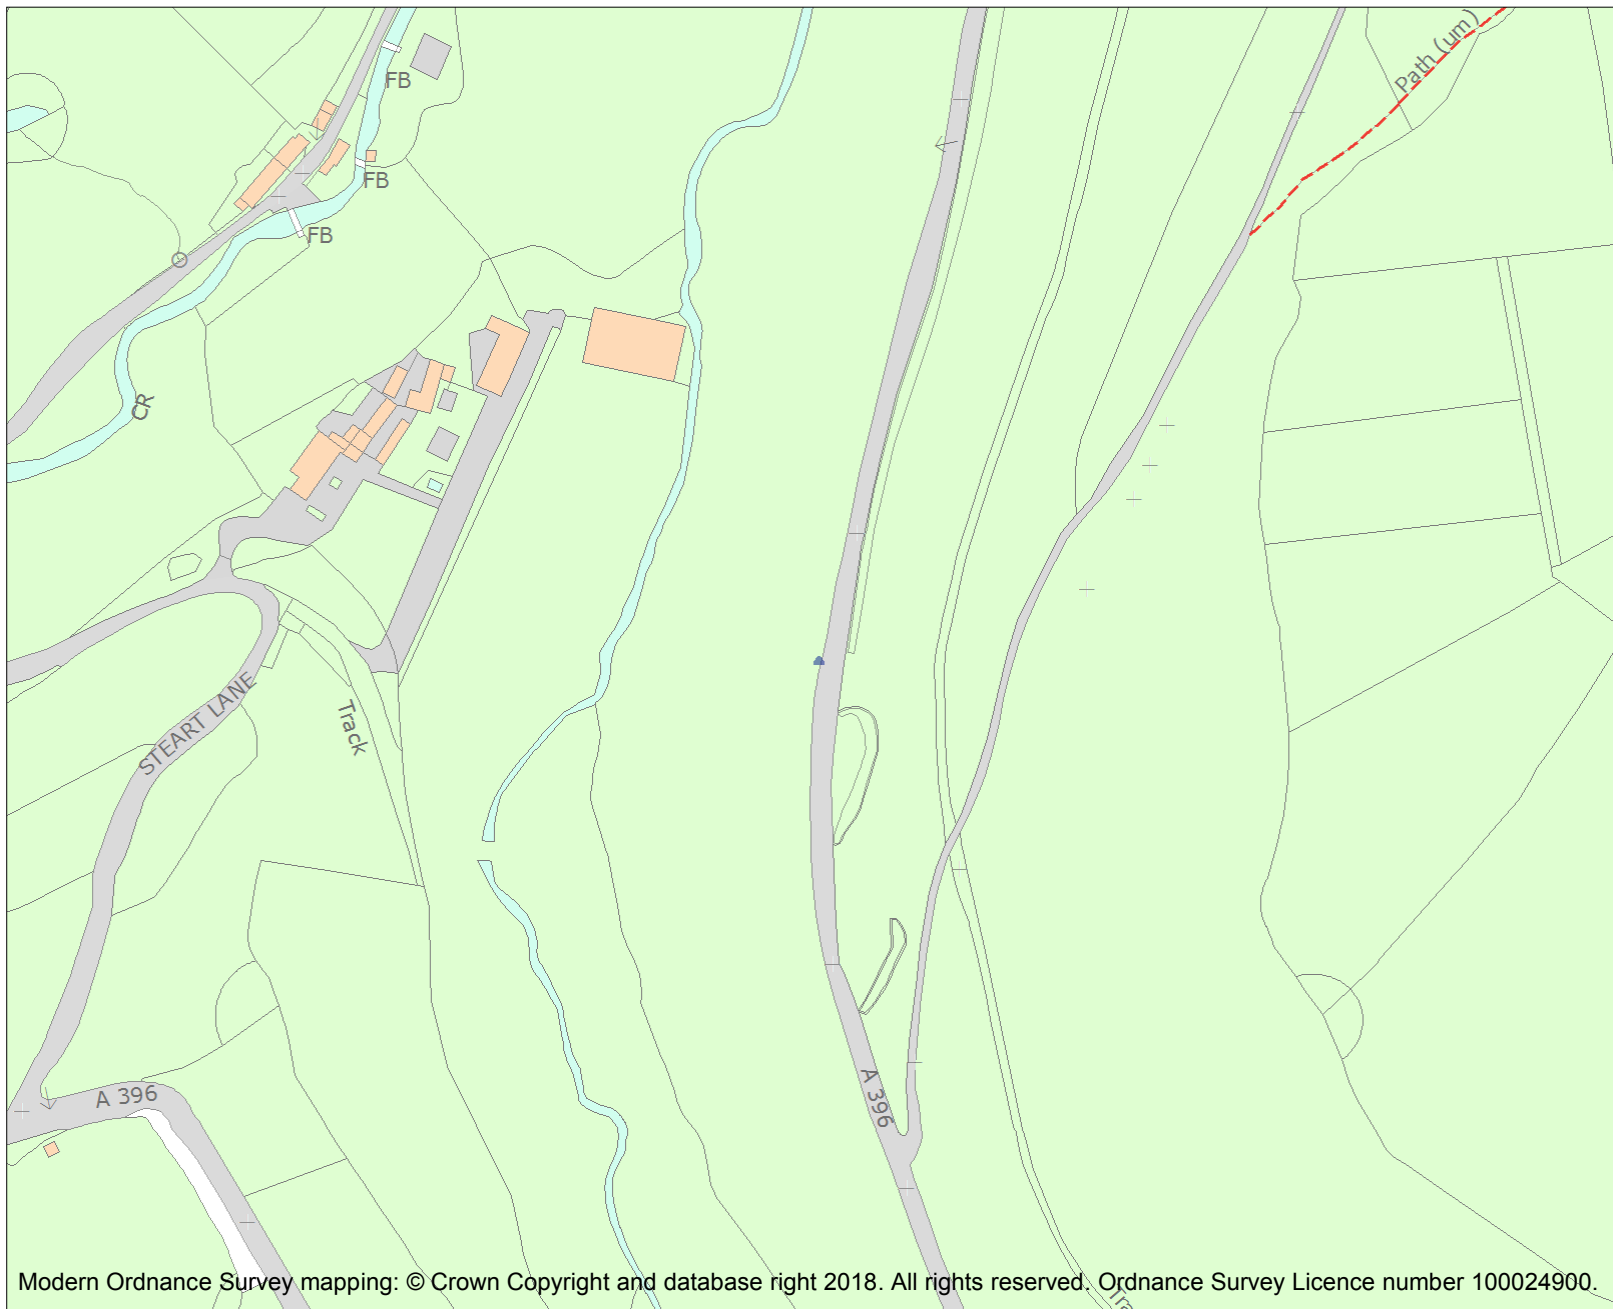 Path (um)
FB
FB
FB
CR
STEART LANE
Track
A 396
A 396
Modern Ordnance Survey mapping: © Crown Copyright and database right 2018. All rights reserved. Ordnance Survey Licence number 100024900.